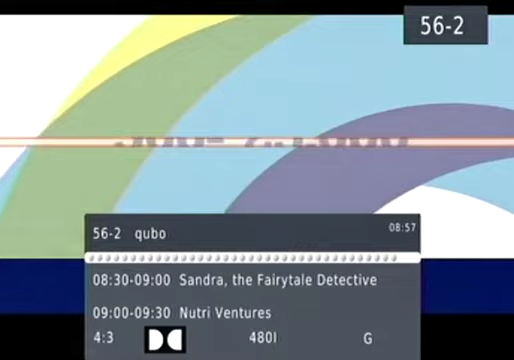 56-2
56-2 qubo 08:57
08:30-09:00 Sandra, the Fairytale Detective
09:00-09:30 Nutri Ventures
4:3 480I G